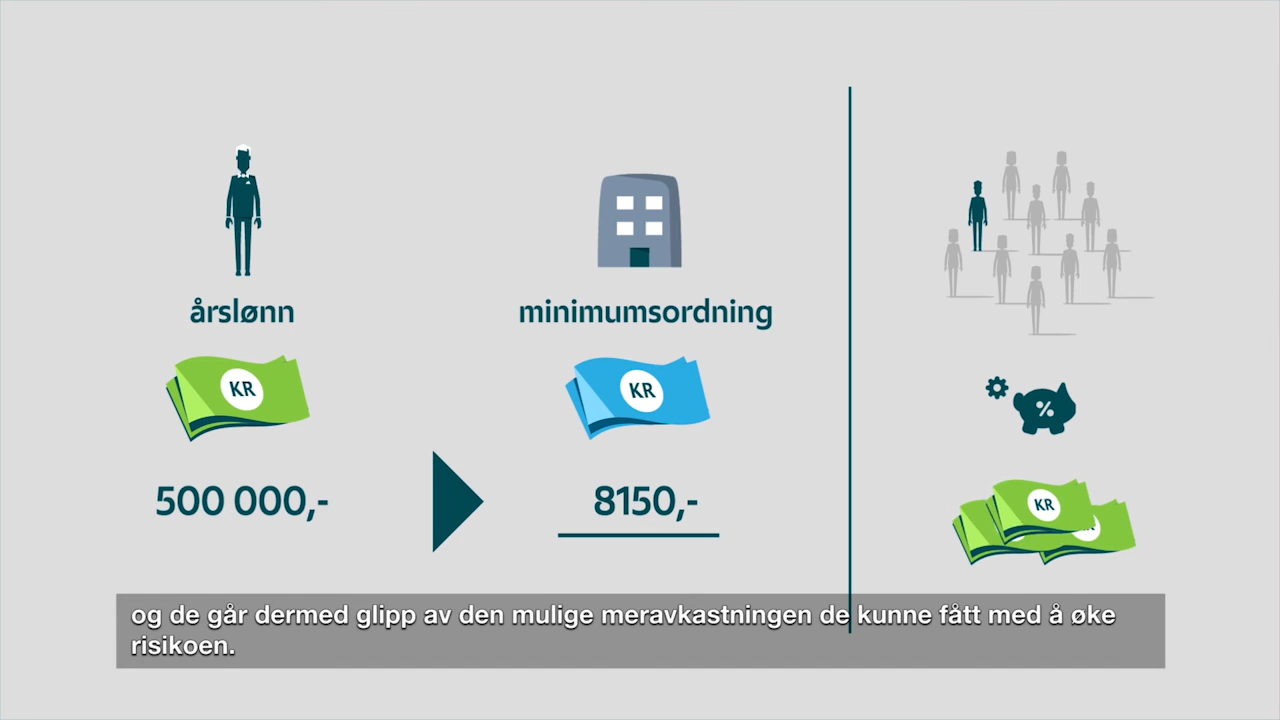 årslønn
minimumsordning
KR
KR
500 000,-
8150,-
%
KR
og de går dermed glipp av den mulige meravkastningen de kunne fått med å øke
risikoen.